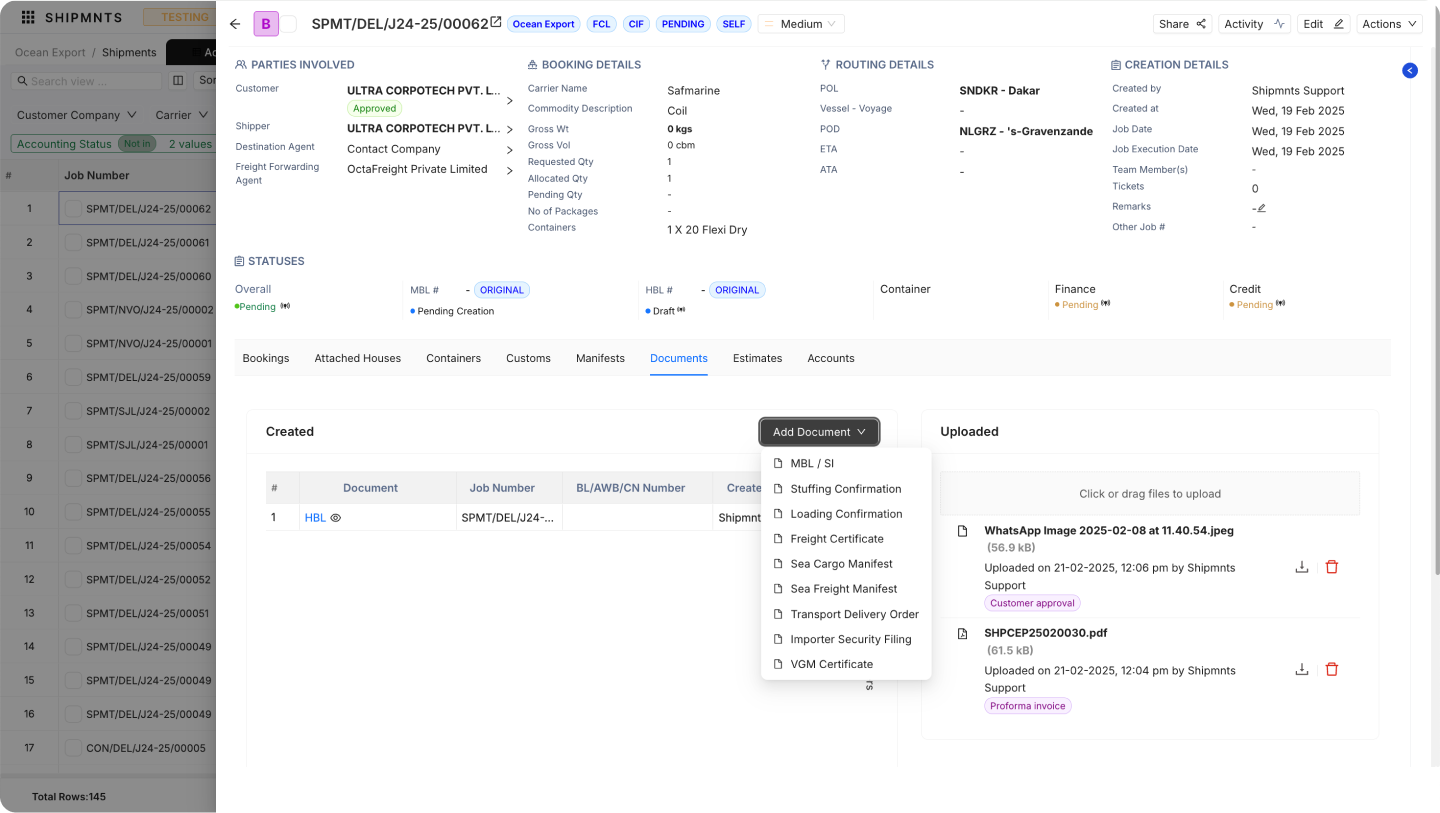 SHIPMNTS
TESTING
Ocean Export / Shipments
Search view ...
Customer Company
Carrier
Accounting Status Not in 2 values
# Job Number
1 SPMT/DEL/J24-25/00062
2 SPMT/DEL/J24-25/00061
3 SPMT/DEL/J24-25/00060
4 SPMT/NVO/J24-25/00002
5 SPMT/NVO/J24-25/00001
6 SPMT/DEL/J24-25/00059
7 SPMT/SJL/J24-25/00002
8 SPMT/SJL/J24-25/00001
9 SPMT/DEL/J24-25/00056
10 SPMT/DEL/J24-25/00055
11 SPMT/DEL/J24-25/00054
12 SPMT/DEL/J24-25/00052
13 SPMT/DEL/J24-25/00051
14 SPMT/DEL/J24-25/00049
15 SPMT/DEL/J24-25/00049
16 SPMT/DEL/J24-25/00049
17 CON/DEL/J24-25/00005
Total Rows:145
B SPMT/DEL/J24-25/00062 Ocean Export FCL CIF PENDING SELF Medium
Share Activity Edit Actions
PARTIES INVOLVED
Customer ULTRA CORPOTECH PVT. L...
Approved
Shipper ULTRA CORPOTECH PVT. L...
Destination Agent Contact Company
Freight Forwarding Agent OctaFreight Private Limited
BOOKING DETAILS
Carrier Name Safmarine
Commodity Description Coil
Gross Wt 0 kgs
Gross Vol 0 cbm
Requested Qty 1
Allocated Qty 1
Pending Qty -
No of Packages -
Containers 1 X 20 Flexi Dry
ROUTING DETAILS
POL SNDKR - Dakar
Vessel - Voyage -
POD NLGRZ - 's-Gravenzande
ETA -
ATA -
CREATION DETAILS
Created by Shipmnts Support
Created at Wed, 19 Feb 2025
Job Date Wed, 19 Feb 2025
Job Execution Date Wed, 19 Feb 2025
Team Member(s) -
Tickets 0
Remarks -
Other Job # -
STATUSES
Overall
Pending
MBL # - ORIGINAL
Pending Creation
HBL # - ORIGINAL
Draft
Container
Finance
Pending
Credit
Pending
Bookings Attached Houses Containers Customs Manifests Documents Estimates Accounts
Created
Add Document
# Document Job Number BL/AWB/CN Number Create
1 HBL SPMT/DEL/J24-... Shipmnt
MBL / SI
Stuffing Confirmation
Loading Confirmation
Freight Certificate
Sea Cargo Manifest
Sea Freight Manifest
Transport Delivery Order
Importer Security Filing
VGM Certificate
Uploaded
Click or drag files to upload
WhatsApp Image 2025-02-08 at 11.40.54.jpeg
(56.9 kB)
Uploaded on 21-02-2025, 12:06 pm by Shipmnts
Support
Customer approval
SHPCEP25020030.pdf
(61.5 kB)
Uploaded on 21-02-2025, 12:04 pm by Shipmnts
Support
Proforma invoice